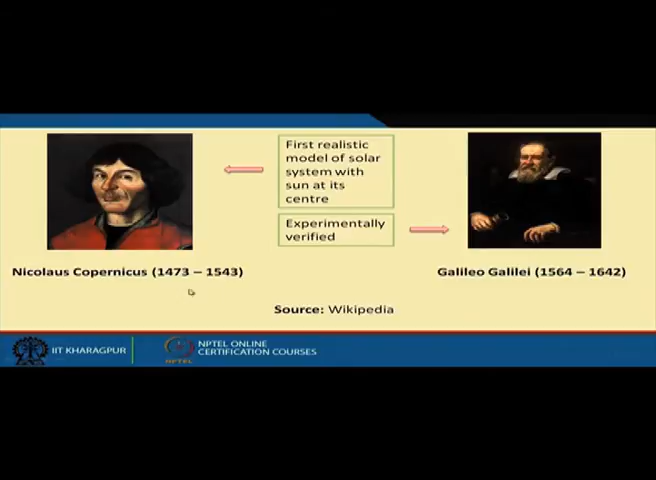 First realistic
model of solar
system with
sun at its
centre
Experimentally
verified
Nicolaus Copernicus (1473 – 1543)
Galileo Galilei (1564 – 1642)
Source: Wikipedia
IIT KHARAGPUR
NPTEL
NPTEL ONLINE
CERTIFICATION COURSES